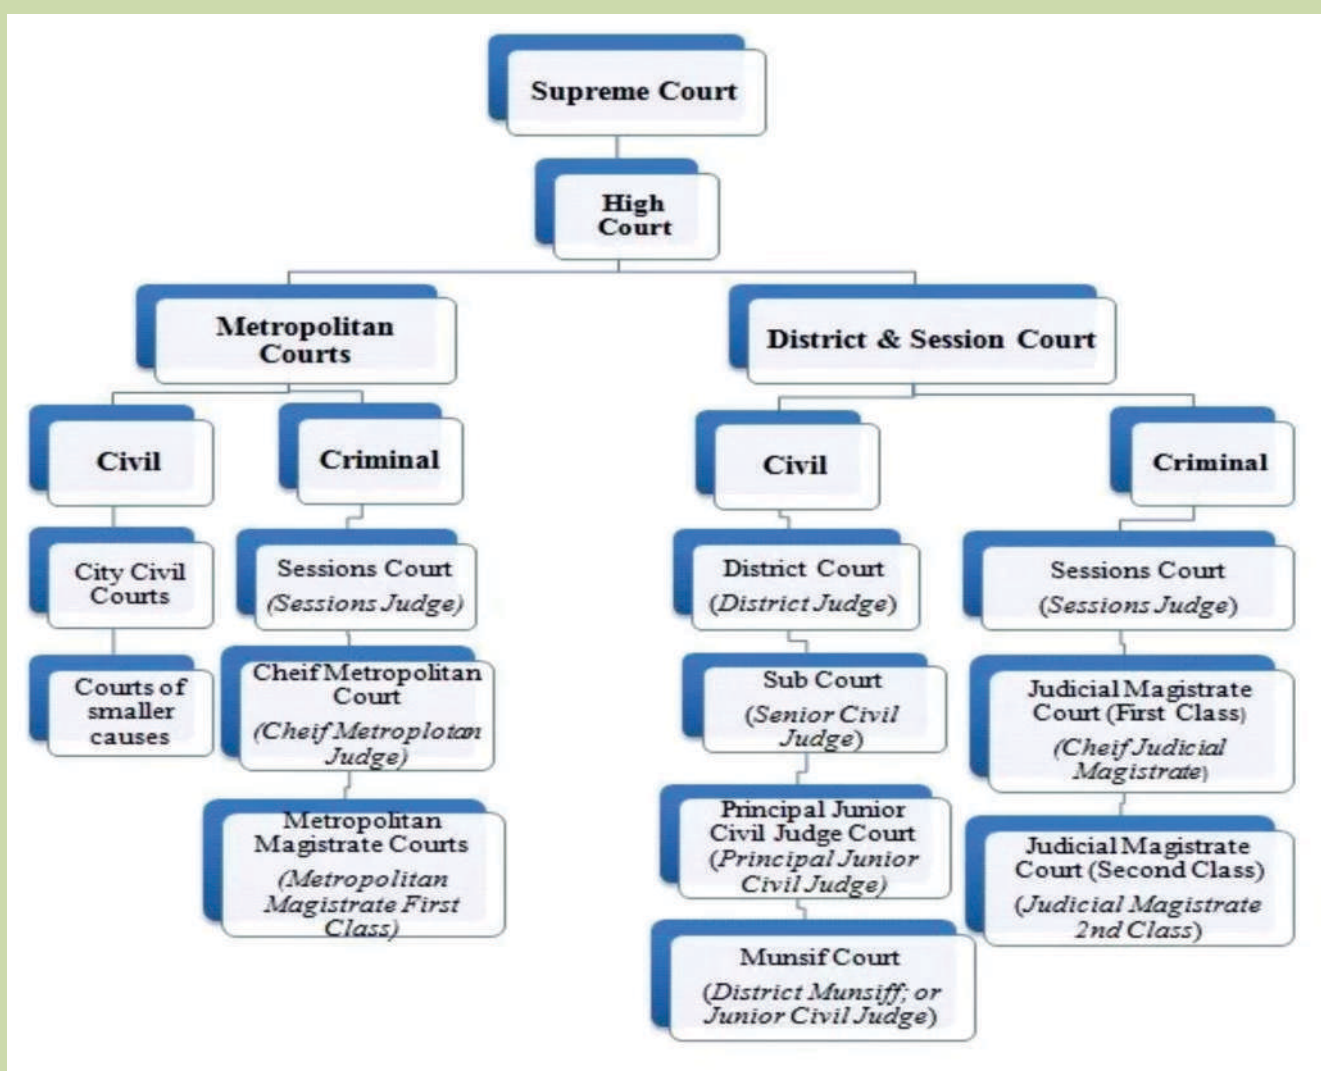 Supreme Court
High
Court
Metropolitan
Courts
District & Session Court
Civil
Criminal
Civil
Criminal
City Civil
Courts
Sessions Court
(Sessions Judge)
District Court
(District Judge)
Sessions Court
(Sessions Judge)
Courts of
smaller
causes
Cheif Metropolitan
Court
(Cheif Metroplotan
Judge)
Sub Court
(Senior Civil
Judge)
Judicial Magistrate
Court (First Class)
(Cheif Judicial
Magistrate)
Metropolitan
Magistrate Courts
(Metropolitan
Magistrate First
Class)
Principal Junior
Civil Judge Court
(Principal Junior
Civil Judge)
Judicial Magistrate
Court (Second Class)
(Judicial Magistrate
2nd Class)
Munsif Court
(District Munsiff; or
Junior Civil Judge)